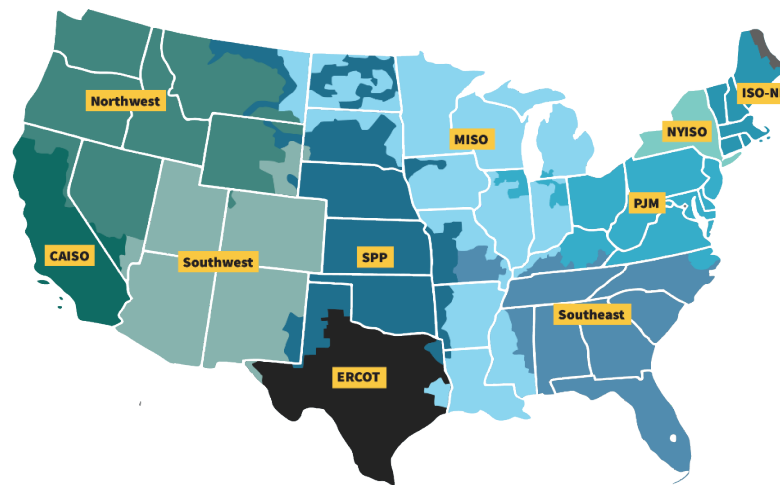 Northwest
MISO
ISO-N
NYISO
PJM
CAISO
Southwest
SPP
Southeast
ERCOT